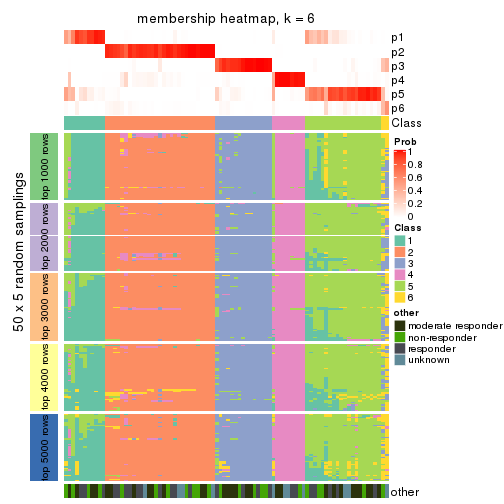 membership heatmap, k = 6
p1
p2
p3
p4
p5
p6
Class
50 x 5 random samplings
top 1000 rows
top 2000 rows
top 3000 rows
top 4000 rows
top 5000 rows
other
Prob
1
0.8
0.6
0.4
0.2
0
Class
1
2
3
4
5
6
other
moderate responder
non-responder
responder
unknown